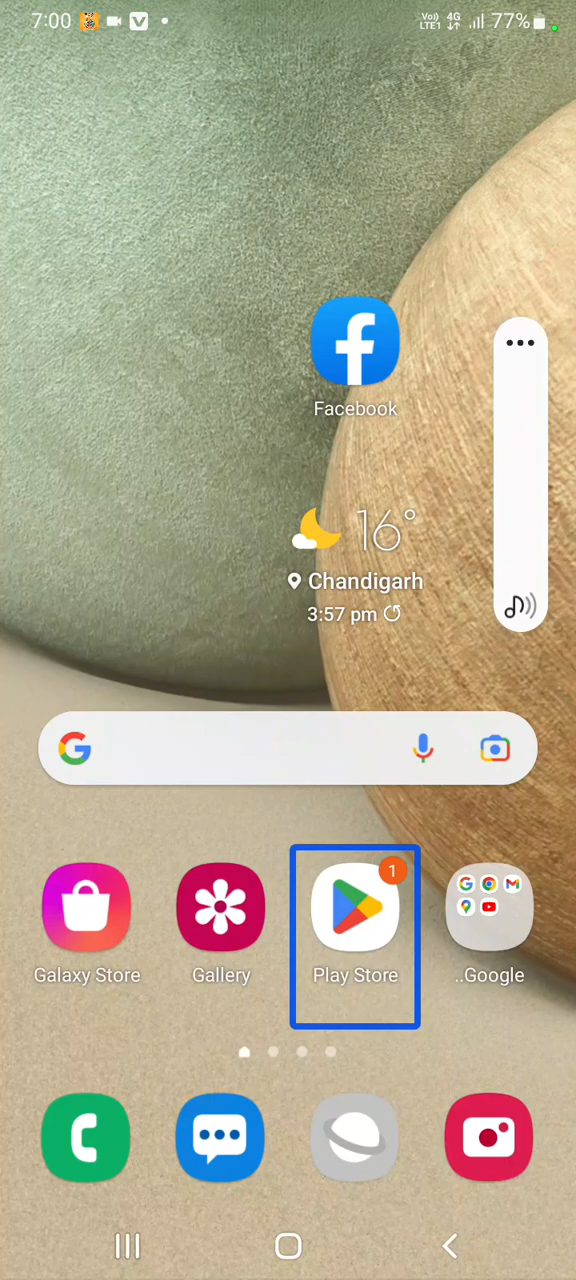 7:00
Vo)) LTE1 4G 77%
Facebook
16°
Chandigarh
3:57 pm
1
Galaxy Store Gallery Play Store ..Google